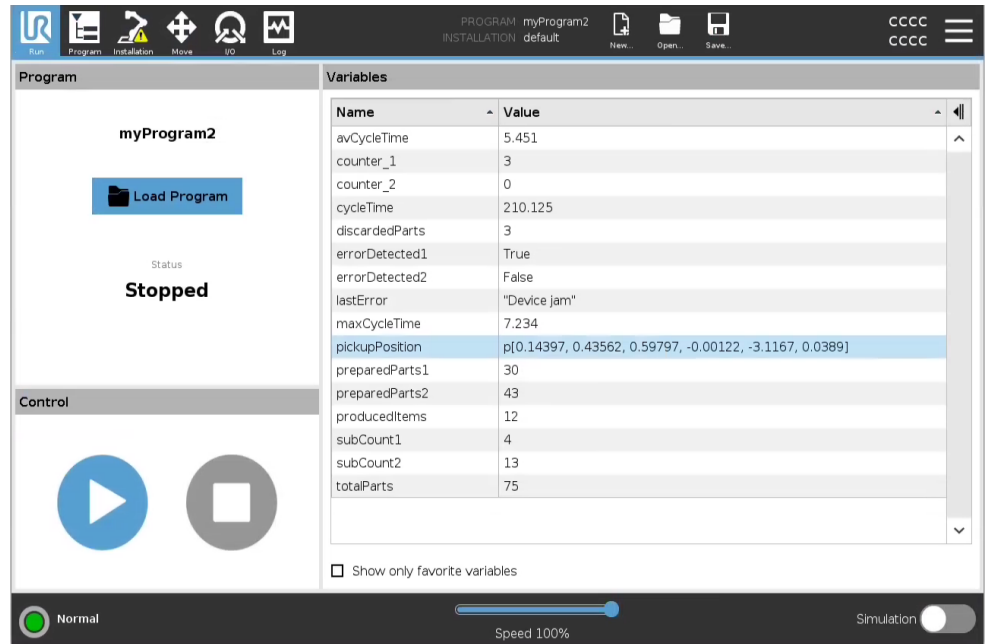 UR
Run
Program
Installation
Move
I/O
Log
PROGRAM myProgram2
INSTALLATION default
New...
Open...
Save...
CCCC
CCCC
Program
myProgram2
Load Program
Status
Stopped
Control
Variables
Name Value
avCycleTime 5.451
counter_1 3
counter_2 0
cycleTime 210.125
discardedParts 3
errorDetected1 True
errorDetected2 False
lastError "Device jam"
maxCycleTime 7.234
pickupPosition p[0.14397, 0.43562, 0.59797, -0.00122, -3.1167, 0.0389]
preparedParts1 30
preparedParts2 43
producedItems 12
subCount1 4
subCount2 13
totalParts 75
Show only favorite variables
Normal
Speed 100%
Simulation